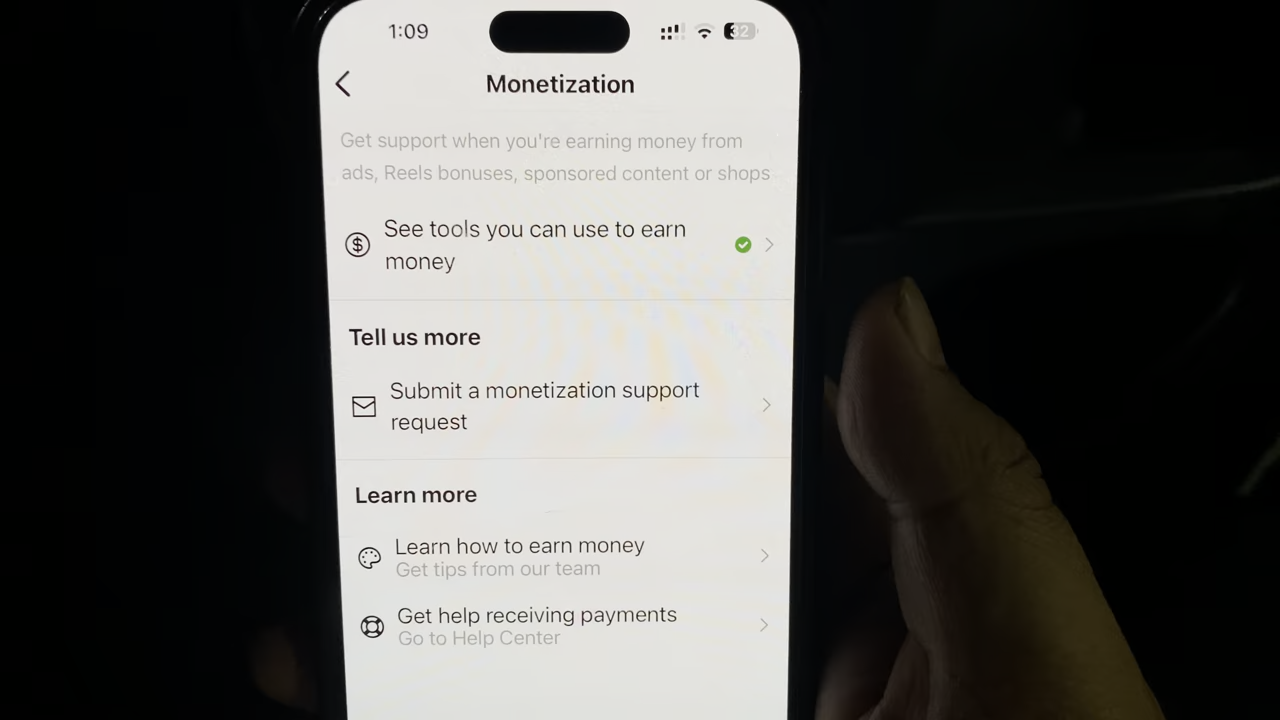 1:09
32
Monetization
Get support when you're earning money from
ads, Reels bonuses, sponsored content or shops
See tools you can use to earn
money
Tell us more
Submit a monetization support
request
Learn more
Learn how to earn money
Get tips from our team
Get help receiving payments
Go to Help Center